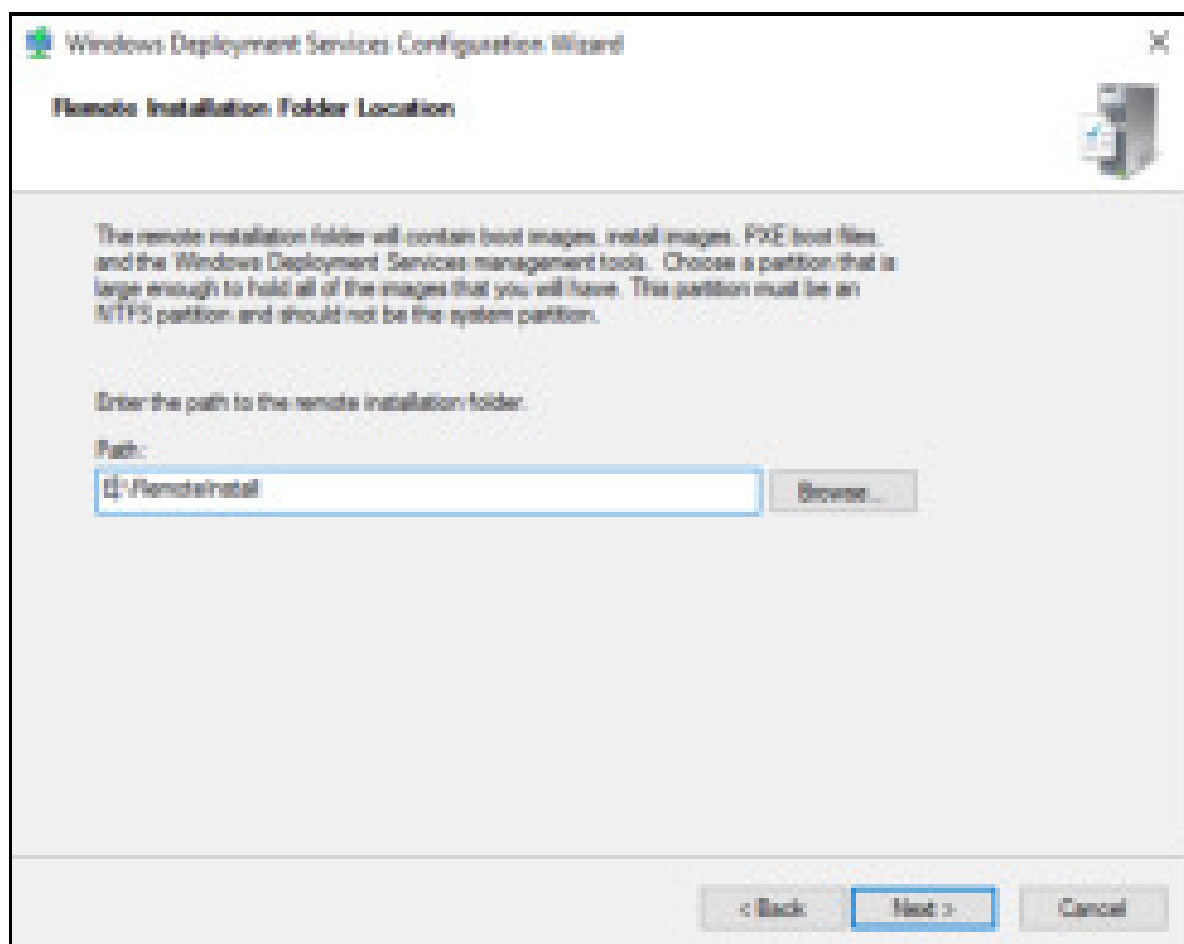 Windows Deployment Services Configuration Wizard
Remote Installation Folder Location
The remote installation folder will contain boot images, install images, PXE boot files,
and the Windows Deployment Services management tools. Choose a partition that is
large enough to hold all of the images that you will have. This partition must be an
NTFS partition and should not be the system partition.
Enter the path to the remote installation folder.
Path:
:\RemoteInstall
Browse...
< Back
Next >
Cancel